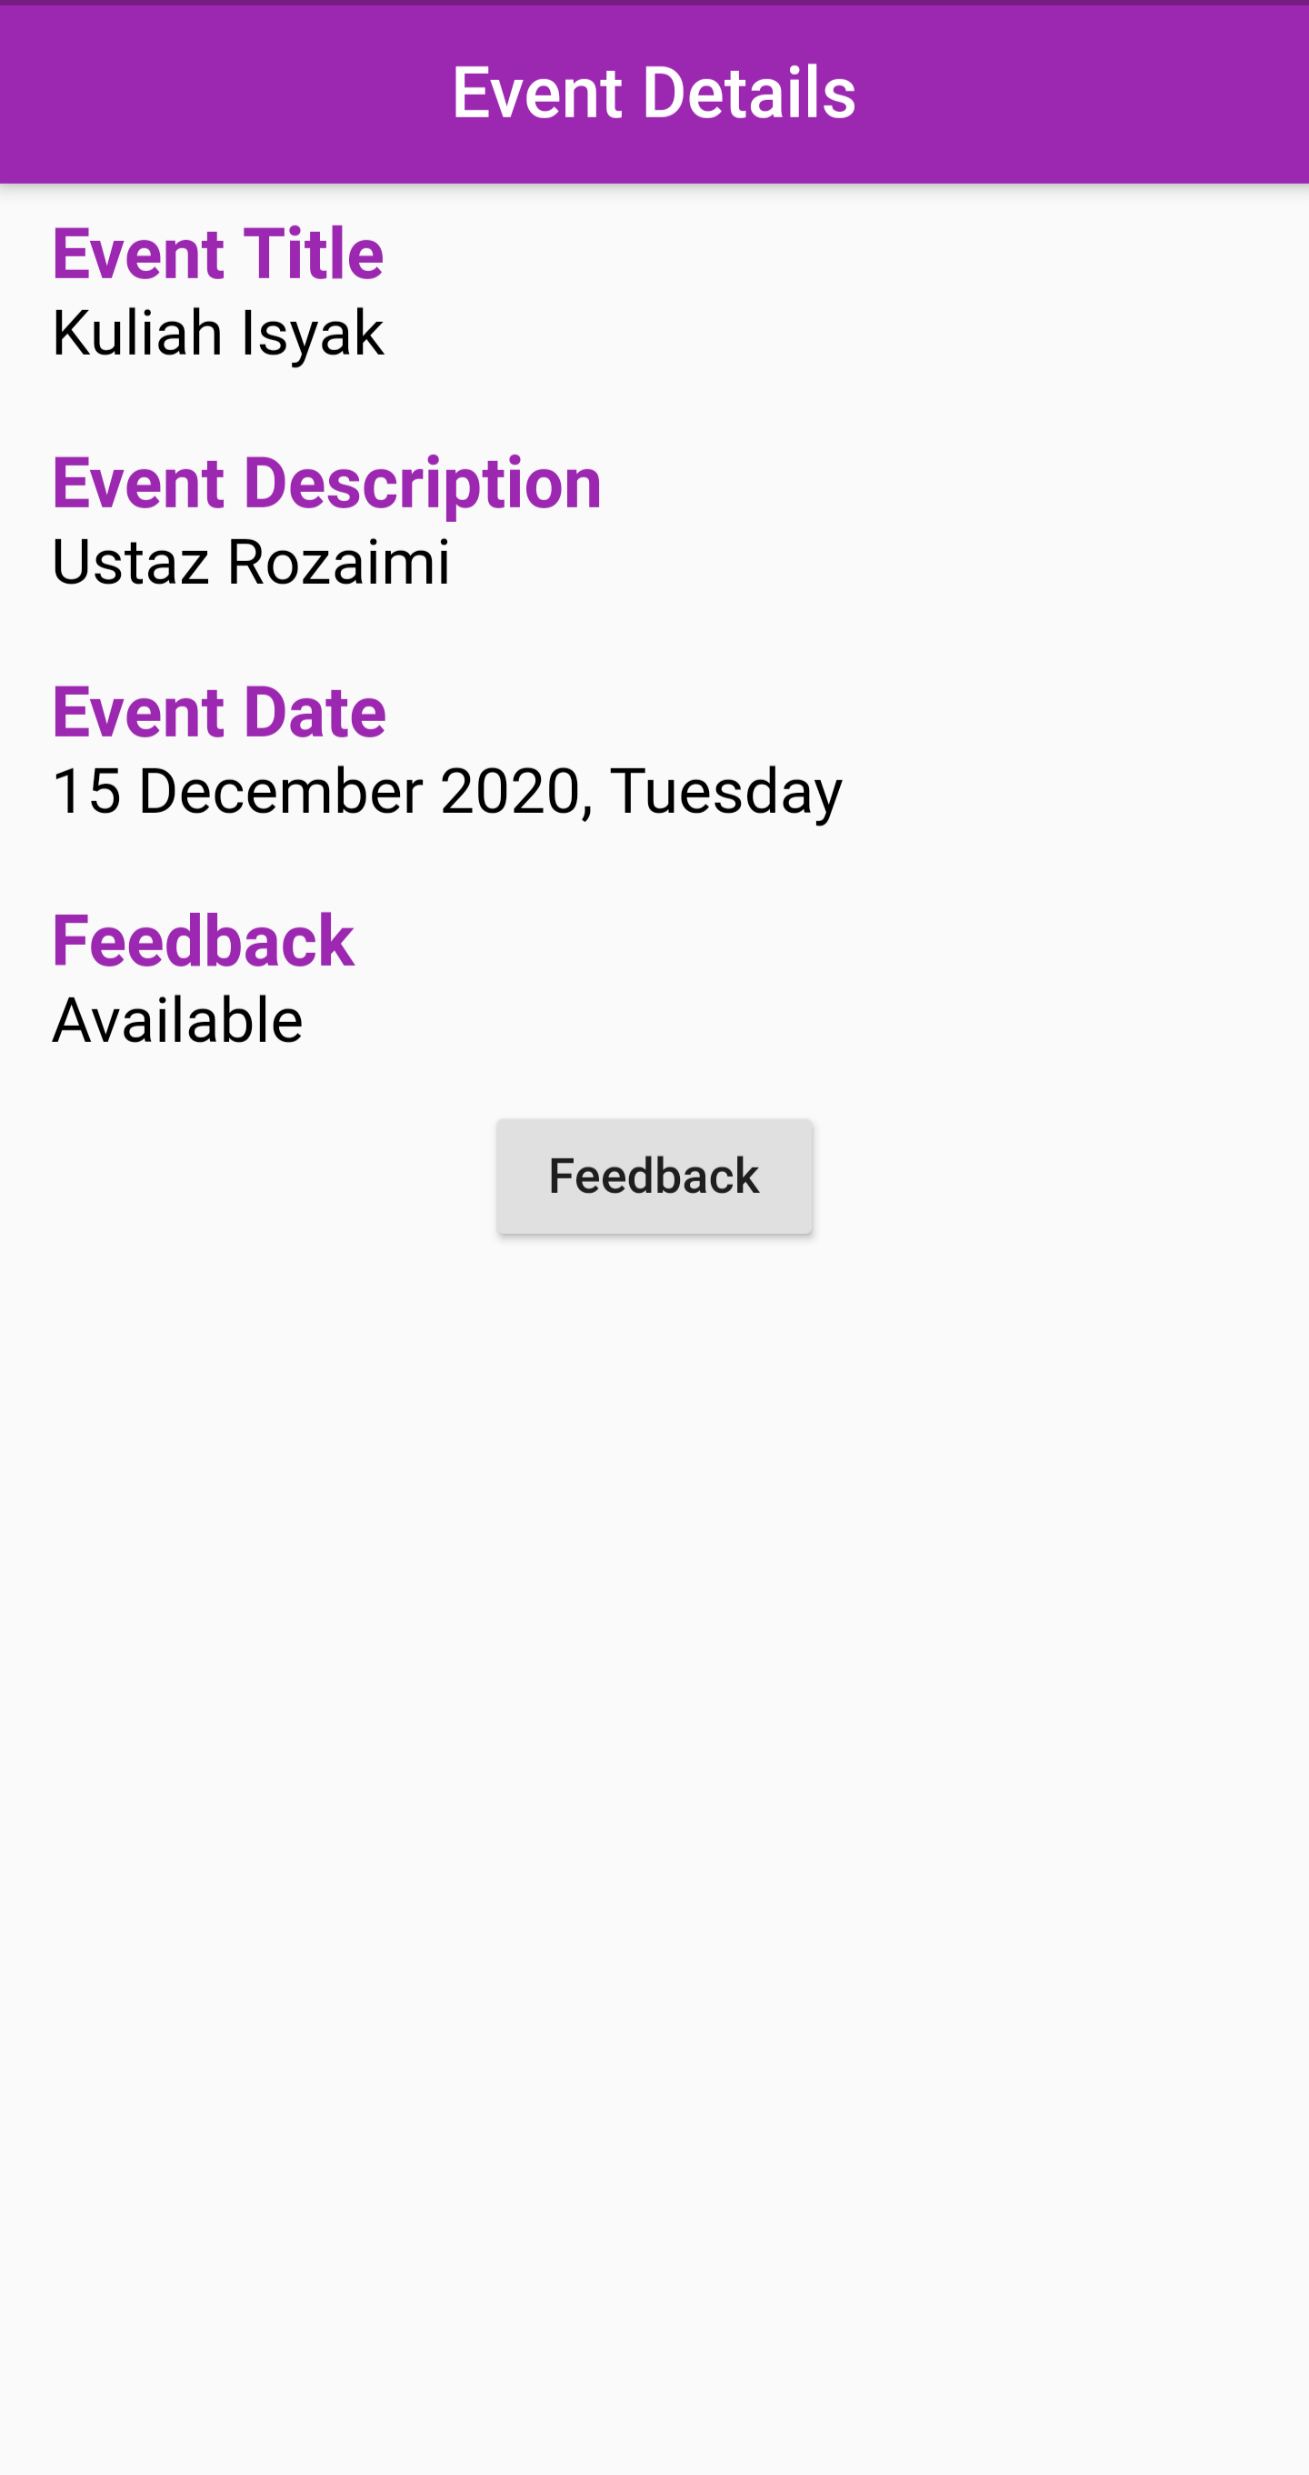 Event Details
Event Title
Kuliah Isyak
Event Description
Ustaz Rozaimi
Event Date
15 December 2020, Tuesday
Feedback
Available
Feedback